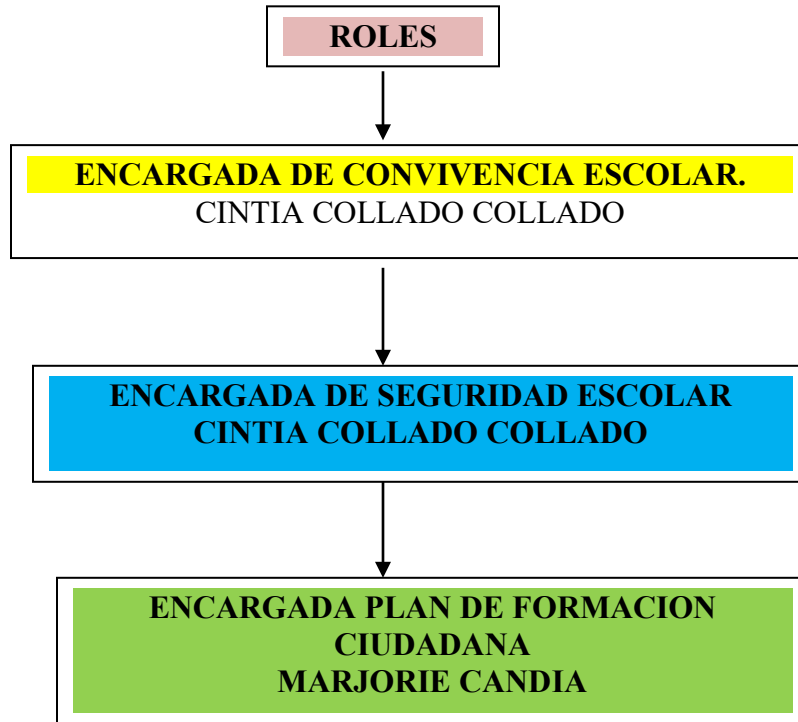 ROLES
ENCARGADA DE CONVIVENCIA ESCOLAR.
CINTIA COLLADO COLLADO
ENCARGADA DE SEGURIDAD ESCOLAR
CINTIA COLLADO COLLADO
ENCARGADA PLAN DE FORMACION
CIUDADANA
MARJORIE CANDIA